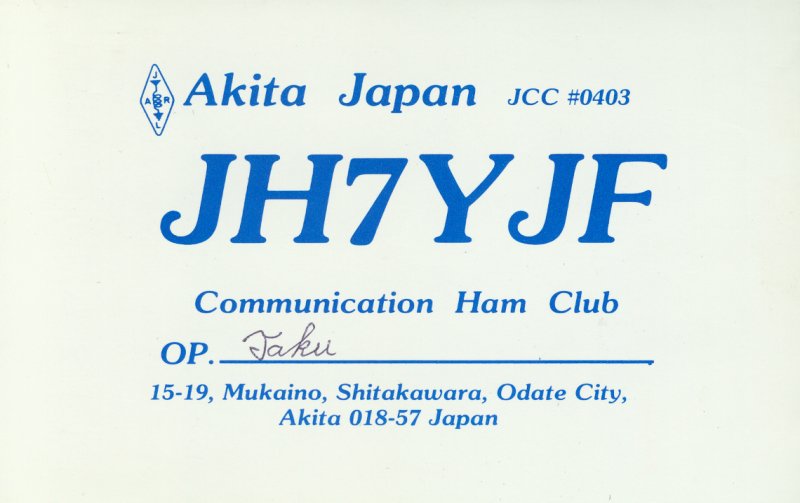 JARL Akita Japan JCC #0403
JH7YJF
Communication Ham Club
OP. Taku
15-19, Mukaino, Shitakawara, Odate City,
Akita 018-57 Japan